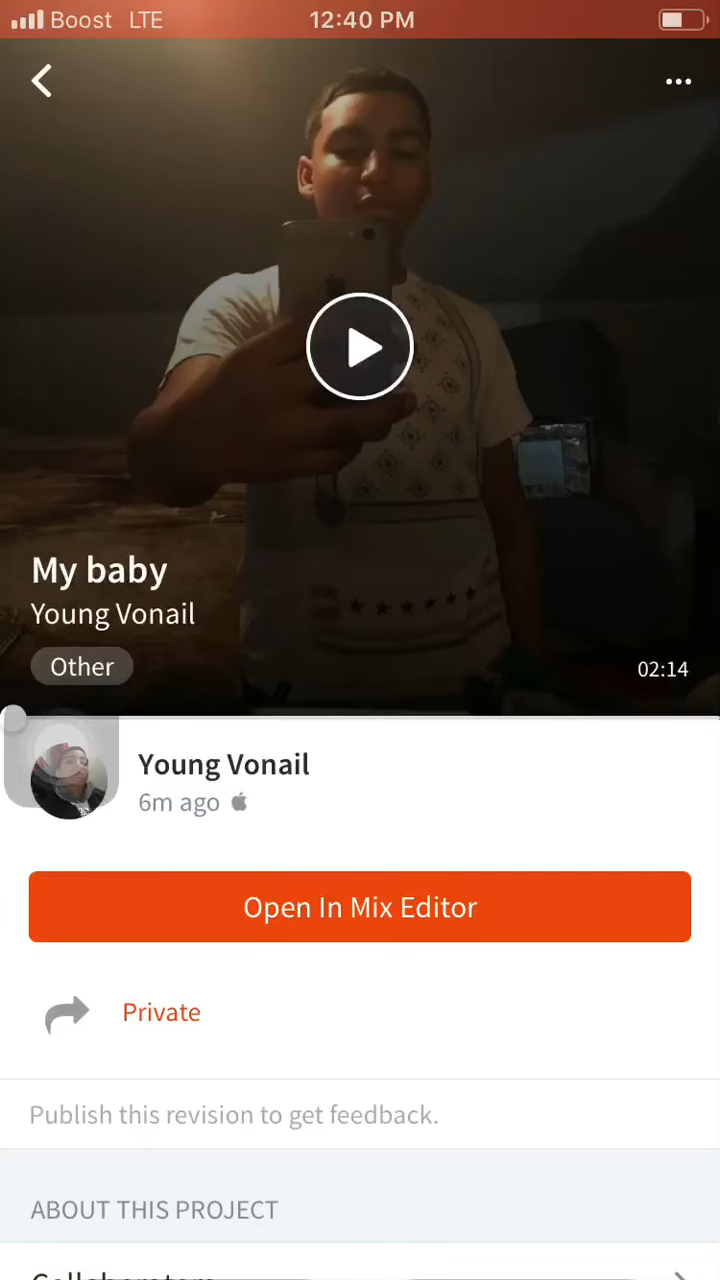 Boost LTE 12:40 PM
My baby
Young Vonail
Other
02:14
Young Vonail
6m ago
Open In Mix Editor
Private
Publish this revision to get feedback.
ABOUT THIS PROJECT